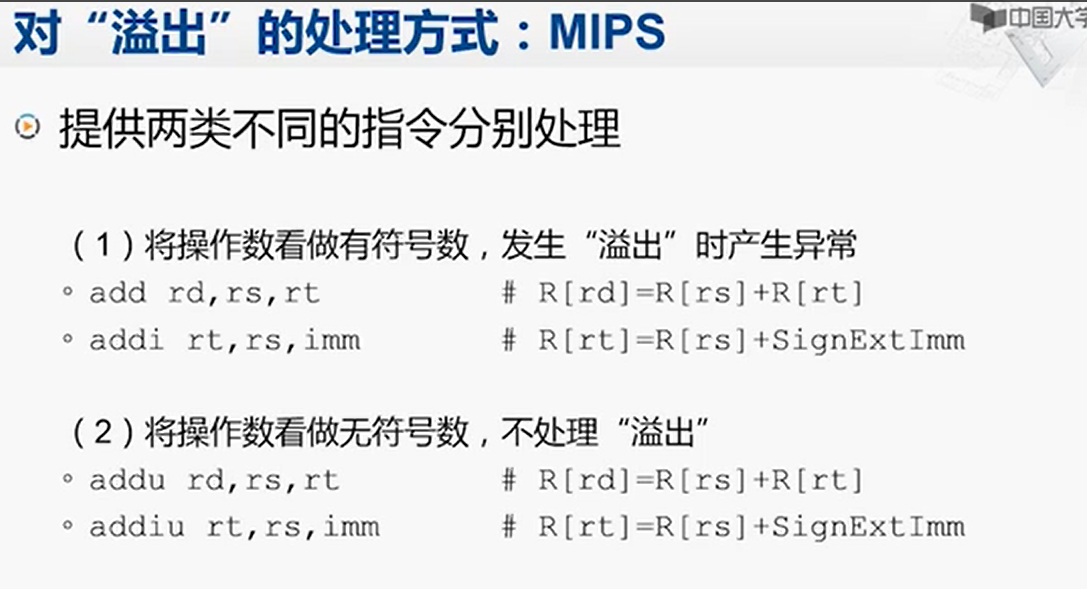 对“溢出”的处理方式：MIPS
中国大学
提供两类不同的指令分别处理
（1）将操作数看做有符号数，发生“溢出”时产生异常
add rd,rs,rt # R[rd]=R[rs]+R[rt]
addi rt,rs,imm # R[rt]=R[rs]+SignExtImm
（2）将操作数看做无符号数，不处理“溢出”
addu rd,rs,rt # R[rd]=R[rs]+R[rt]
addiu rt,rs,imm # R[rt]=R[rs]+SignExtImm